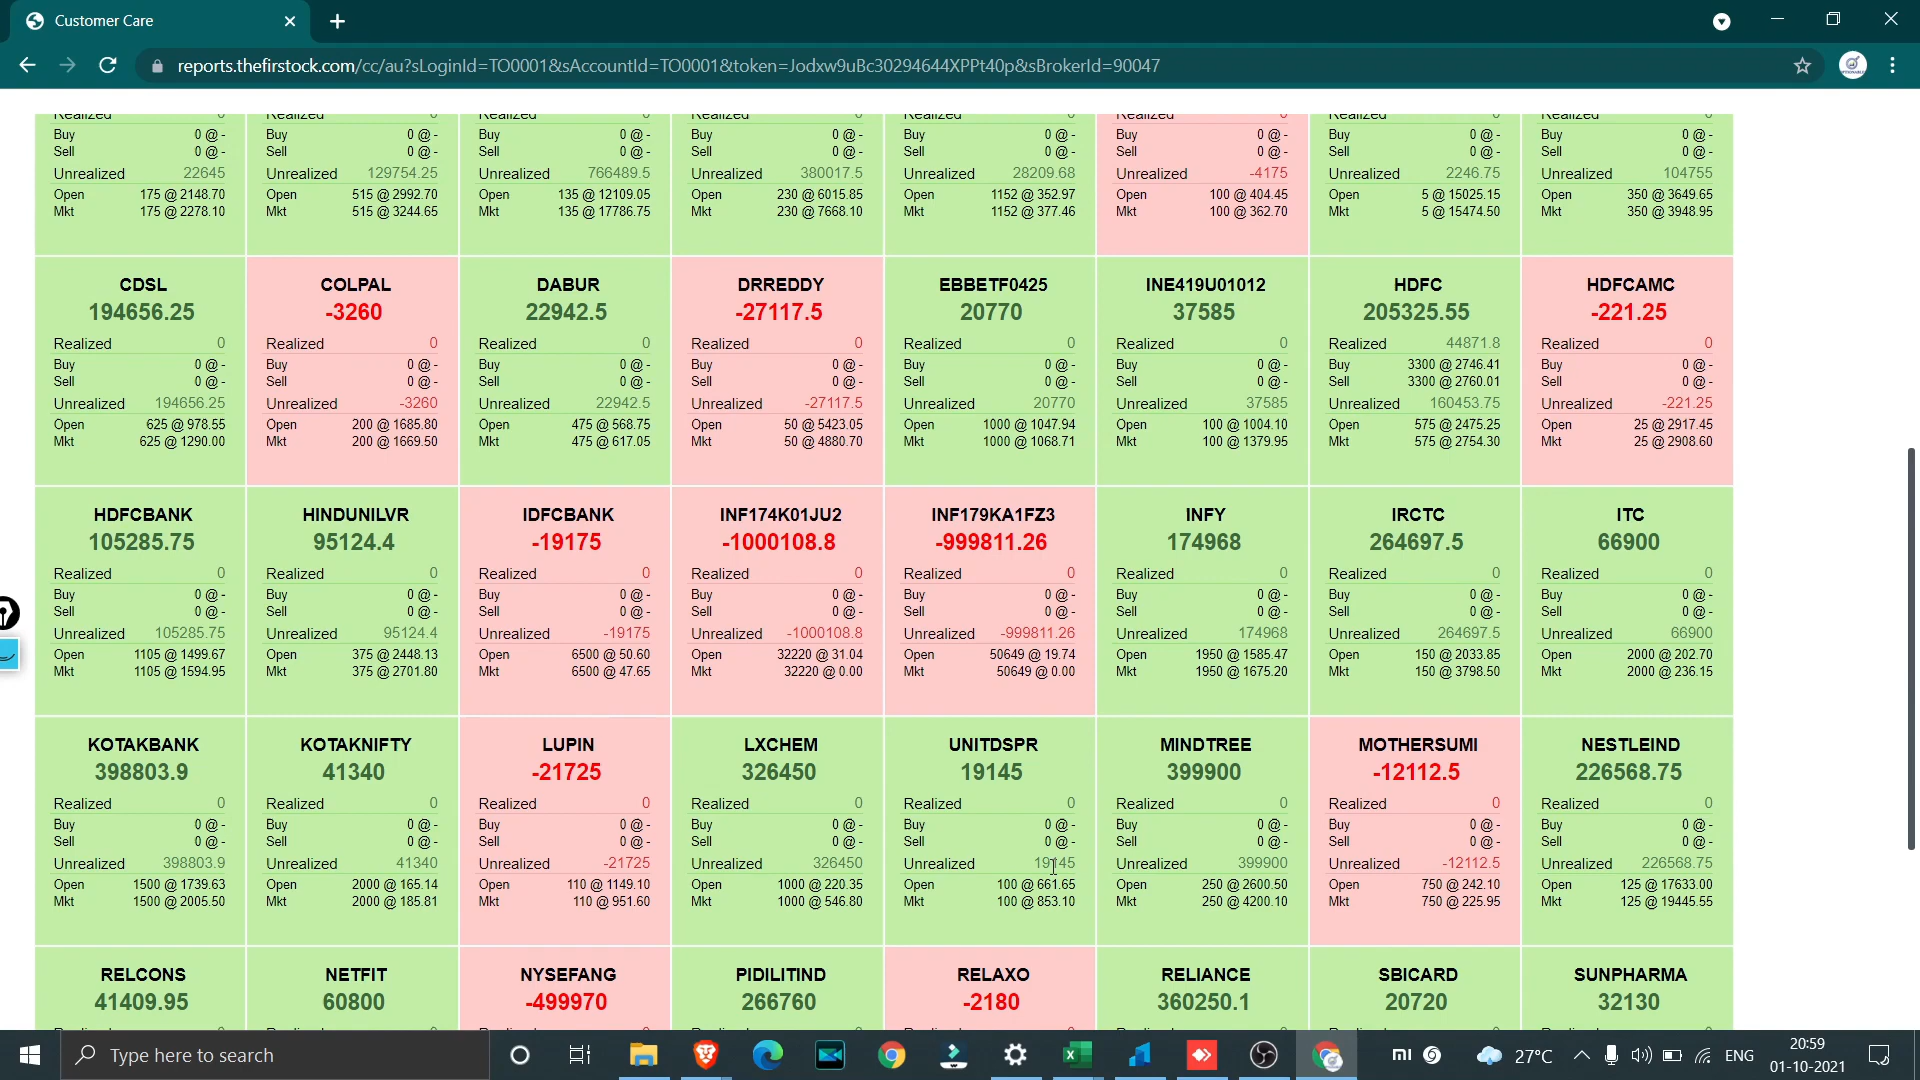 Customer Care
reports.thefirstock.com/cc/au?sLoginId=TO0001&sAccountId=TO0001&token=Jodxw9uBc30294644XPPt40p&sBrokerId=90047
Realized 0 Realized 0 Realized 0 Realized 0 Realized 0 Realized 0 Realized 0 Realized 0
Buy 0 @ - Buy 0 @ - Buy 0 @ - Buy 0 @ - Buy 0 @ - Buy 0 @ - Buy 0 @ - Buy 0 @ -
Sell 0 @ - Sell 0 @ - Sell 0 @ - Sell 0 @ - Sell 0 @ - Sell 0 @ - Sell 0 @ - Sell 0 @ -
Unrealized 22645 Unrealized 129754.25 Unrealized 766489.5 Unrealized 380017.5 Unrealized 28209.68 Unrealized -4175 Unrealized 2246.75 Unrealized 104755
Open 175 @ 2148.70 Open 515 @ 2992.70 Open 135 @ 12109.05 Open 230 @ 6015.85 Open 1152 @ 352.97 Open 100 @ 404.45 Open 5 @ 15025.15 Open 350 @ 3649.65
Mkt 175 @ 2278.10 Mkt 515 @ 3244.65 Mkt 135 @ 17786.75 Mkt 230 @ 7668.10 Mkt 1152 @ 377.46 Mkt 100 @ 362.70 Mkt 5 @ 15474.50 Mkt 350 @ 3948.95
CDSL COLPAL DABUR DRREDDY EBBETF0425 INE419U01012 HDFC HDFCAMC
194656.25 -3260 22942.5 -27117.5 20770 37585 205325.55 -221.25
Realized 0 Realized 0 Realized 0 Realized 0 Realized 0 Realized 0 Realized 44871.8 Realized 0
Buy 0 @ - Buy 0 @ - Buy 0 @ - Buy 0 @ - Buy 0 @ - Buy 0 @ - Buy 3300 @ 2746.41 Buy 0 @ -
Sell 0 @ - Sell 0 @ - Sell 0 @ - Sell 0 @ - Sell 0 @ - Sell 0 @ - Sell 3300 @ 2760.01 Sell 0 @ -
Unrealized 194656.25 Unrealized -3260 Unrealized 22942.5 Unrealized -27117.5 Unrealized 20770 Unrealized 37585 Unrealized 160453.75 Unrealized -221.25
Open 625 @ 978.55 Open 200 @ 1685.80 Open 475 @ 568.75 Open 50 @ 5423.05 Open 1000 @ 1047.94 Open 100 @ 1004.10 Open 575 @ 2475.25 Open 25 @ 2917.45
Mkt 625 @ 1290.00 Mkt 200 @ 1669.50 Mkt 475 @ 617.05 Mkt 50 @ 4880.70 Mkt 1000 @ 1068.71 Mkt 100 @ 1379.95 Mkt 575 @ 2754.30 Mkt 25 @ 2908.60
HDFCBANK HINDUNILVR IDFCBANK INF174K01JU2 INF179KA1FZ3 INFY IRCTC ITC
105285.75 95124.4 -19175 -1000108.8 -999811.26 174968 264697.5 66900
Realized 0 Realized 0 Realized 0 Realized 0 Realized 0 Realized 0 Realized 0 Realized 0
Buy 0 @ - Buy 0 @ - Buy 0 @ - Buy 0 @ - Buy 0 @ - Buy 0 @ - Buy 0 @ - Buy 0 @ -
Sell 0 @ - Sell 0 @ - Sell 0 @ - Sell 0 @ - Sell 0 @ - Sell 0 @ - Sell 0 @ - Sell 0 @ -
Unrealized 105285.75 Unrealized 95124.4 Unrealized -19175 Unrealized -1000108.8 Unrealized -999811.26 Unrealized 174968 Unrealized 264697.5 Unrealized 66900
Open 1105 @ 1499.67 Open 375 @ 2448.13 Open 6500 @ 50.60 Open 32220 @ 31.04 Open 50649 @ 19.74 Open 1950 @ 1585.47 Open 150 @ 2033.85 Open 2000 @ 202.70
Mkt 1105 @ 1594.95 Mkt 375 @ 2701.80 Mkt 6500 @ 47.65 Mkt 32220 @ 0.00 Mkt 50649 @ 0.00 Mkt 1950 @ 1675.20 Mkt 150 @ 3798.50 Mkt 2000 @ 236.15
KOTAKBANK KOTAKNIFTY LUPIN LXCHEM UNITDSPR MINDTREE MOTHERSUMI NESTLEIND
398803.9 41340 -21725 326450 19145 399900 -12112.5 226568.75
Realized 0 Realized 0 Realized 0 Realized 0 Realized 0 Realized 0 Realized 0 Realized 0
Buy 0 @ - Buy 0 @ - Buy 0 @ - Buy 0 @ - Buy 0 @ - Buy 0 @ - Buy 0 @ - Buy 0 @ -
Sell 0 @ - Sell 0 @ - Sell 0 @ - Sell 0 @ - Sell 0 @ - Sell 0 @ - Sell 0 @ - Sell 0 @ -
Unrealized 398803.9 Unrealized 41340 Unrealized -21725 Unrealized 326450 Unrealized 19145 Unrealized 399900 Unrealized -12112.5 Unrealized 226568.75
Open 1500 @ 1739.63 Open 2000 @ 165.14 Open 110 @ 1149.10 Open 1000 @ 220.35 Open 100 @ 661.65 Open 250 @ 2600.50 Open 750 @ 242.10 Open 125 @ 17633.00
Mkt 1500 @ 2005.50 Mkt 2000 @ 185.81 Mkt 110 @ 951.60 Mkt 1000 @ 546.80 Mkt 100 @ 853.10 Mkt 250 @ 4200.10 Mkt 750 @ 225.95 Mkt 125 @ 19445.55
RELCONS NETFIT NYSEFANG PIDILITIND RELAXO RELIANCE SBICARD SUNPHARMA
41409.95 60800 -499970 266760 -2180 360250.1 20720 32130
Type here to search
27°C
ENG
20:59
01-10-2021